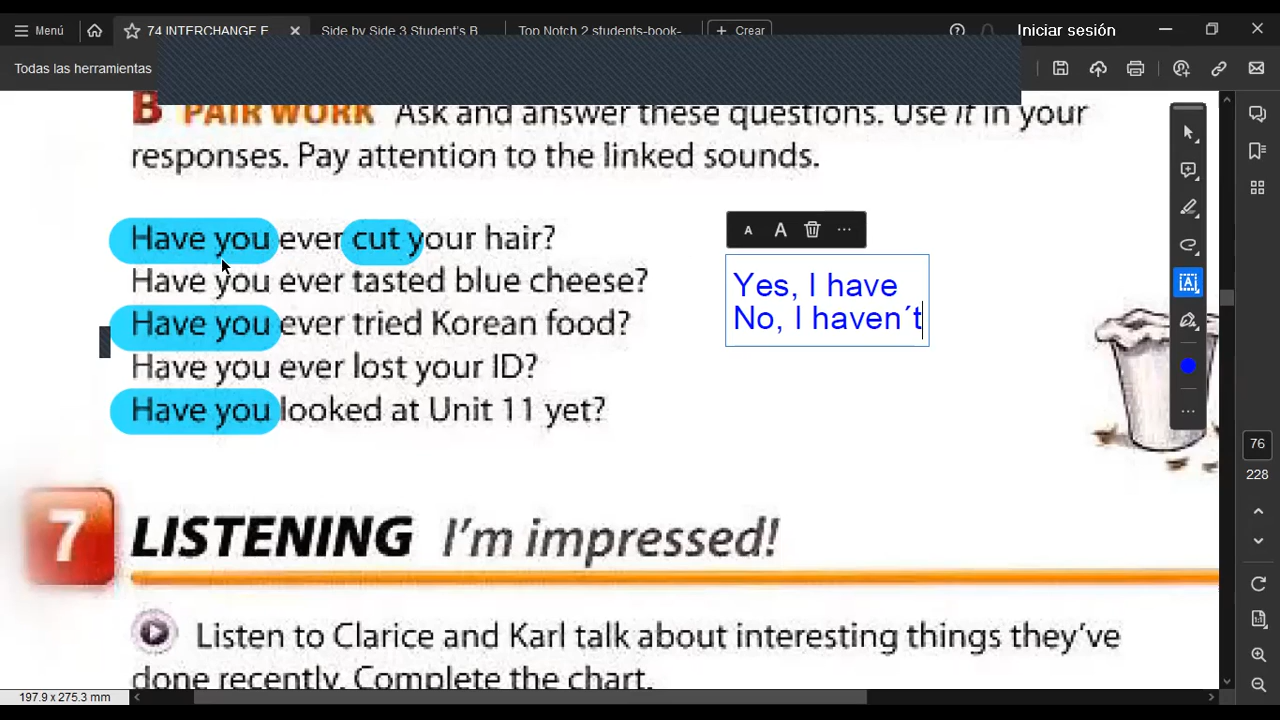 Menú
74 INTERCHANGE F
Side by Side 3 Student's B
Top Notch 2 students-book-
Crear
Iniciar sesión
Todas las herramientas
B PAIR WORK Ask and answer these questions. Use it in your
responses. Pay attention to the linked sounds.
Have you ever cut your hair?
Have you ever tasted blue cheese?
Have you ever tried Korean food?
Have you ever lost your ID?
Have you looked at Unit 11 yet?
A A
Yes, I have
No, I haven´t
76
228
7 LISTENING I'm impressed!
Listen to Clarice and Karl talk about interesting things they've
done recently. Complete the chart.
197.9 x 275.3 mm